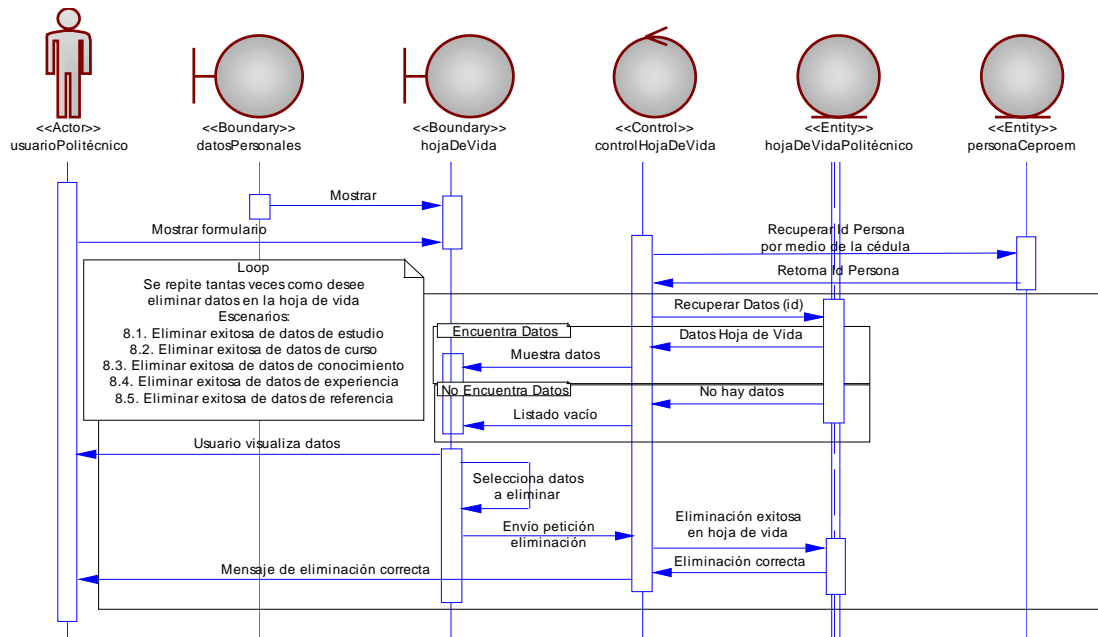 <<Actor>>
usuarioPolitécnico
<<Boundary>>
datosPersonales
<<Boundary>>
hojaDeVida
<<Control>>
controlHojaDeVida
<<Entity>>
hojaDeVidaPolitécnico
<<Entity>>
personaCeproem
Mostrar
Mostrar formulario
Recuperar Id Persona
por medio de la cédula
Retorna Id Persona
Loop
Se repite tantas veces como desee
eliminar datos en la hoja de vida
Escenarios:
8.1. Eliminar exitosa de datos de estudio
8.2. Eliminar exitosa de datos de curso
8.3. Eliminar exitosa de datos de conocimiento
8.4. Eliminar exitosa de datos de experiencia
8.5. Eliminar exitosa de datos de referencia
Recuperar Datos (id)
Encuentra Datos
Datos Hoja de Vida
Muestra datos
No Encuentra Datos
No hay datos
Listado vacío
Usuario visualiza datos
Selecciona datos
a eliminar
Envío petición
eliminación
Eliminación exitosa
en hoja de vida
Eliminación correcta
Mensaje de eliminación correcta